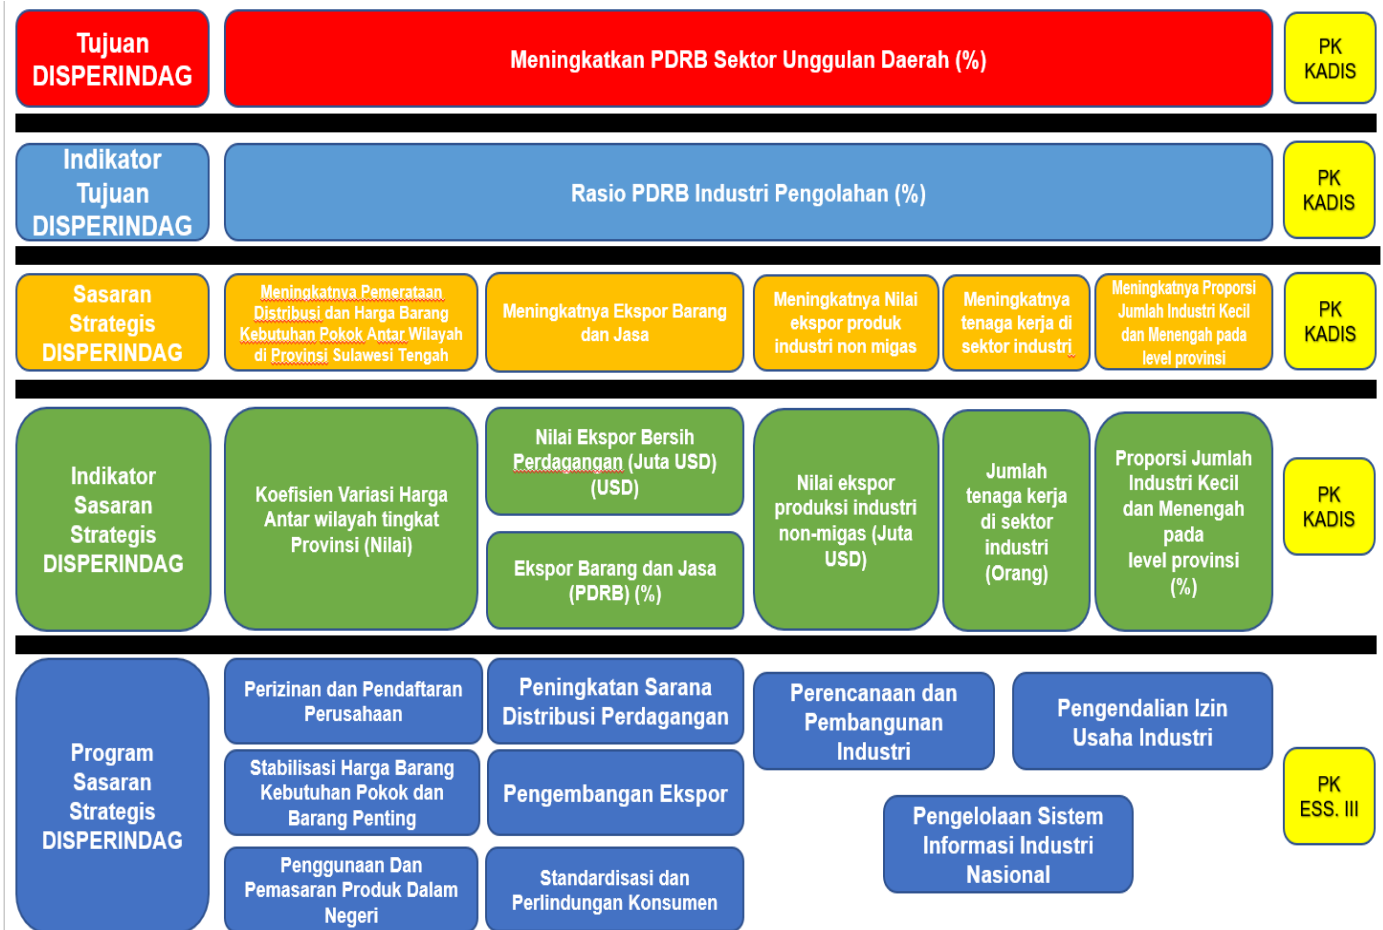 Tujuan
DISPERINDAG
Meningkatkan PDRB Sektor Unggulan Daerah (%)
PK
KADIS
Indikator
Tujuan
DISPERINDAG
Rasio PDRB Industri Pengolahan (%)
PK
KADIS
Sasaran
Strategis
DISPERINDAG
Meningkatnya Pemerataan
Distribusi dan Harga Barang
Kebutuhan Pokok Antar Wilayah
di Provinsi Sulawesi Tengah
Meningkatnya Ekspor Barang
dan Jasa
Meningkatnya Nilai
ekspor produk
industri non migas
Meningkatnya
tenaga kerja di
sektor industri
Meningkatnya Proporsi
Jumlah Industri Kecil
dan Menengah pada
level provinsi
PK
KADIS
Indikator
Sasaran
Strategis
DISPERINDAG
Koefisien Variasi Harga
Antar wilayah tingkat
Provinsi (Nilai)
Nilai Ekspor Bersih
Perdagangan (Juta USD)
(USD)
Ekspor Barang dan Jasa
(PDRB) (%)
Nilai ekspor
produksi industri
non-migas (Juta
USD)
Jumlah
tenaga kerja
di sektor
industri
(Orang)
Proporsi Jumlah
Industri Kecil
dan Menengah
pada
level provinsi
(%)
PK
KADIS
Program
Sasaran
Strategis
DISPERINDAG
Perizinan dan Pendaftaran
Perusahaan
Peningkatan Sarana
Distribusi Perdagangan
Perencanaan dan
Pembangunan
Industri
Pengendalian Izin
Usaha Industri
Stabilisasi Harga Barang
Kebutuhan Pokok dan
Barang Penting
Pengembangan Ekspor
Pengelolaan Sistem
Informasi Industri
Nasional
Penggunaan Dan
Pemasaran Produk Dalam
Negeri
Standardisasi dan
Perlindungan Konsumen
PK
ESS. III